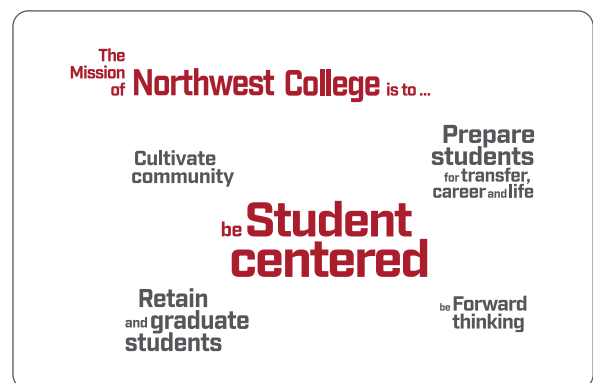 The
Mission
of Northwest College is to ...
Cultivate
community
Prepare
students
for transfer,
career and life
be Student
centered
Retain
and graduate
students
be Forward
thinking